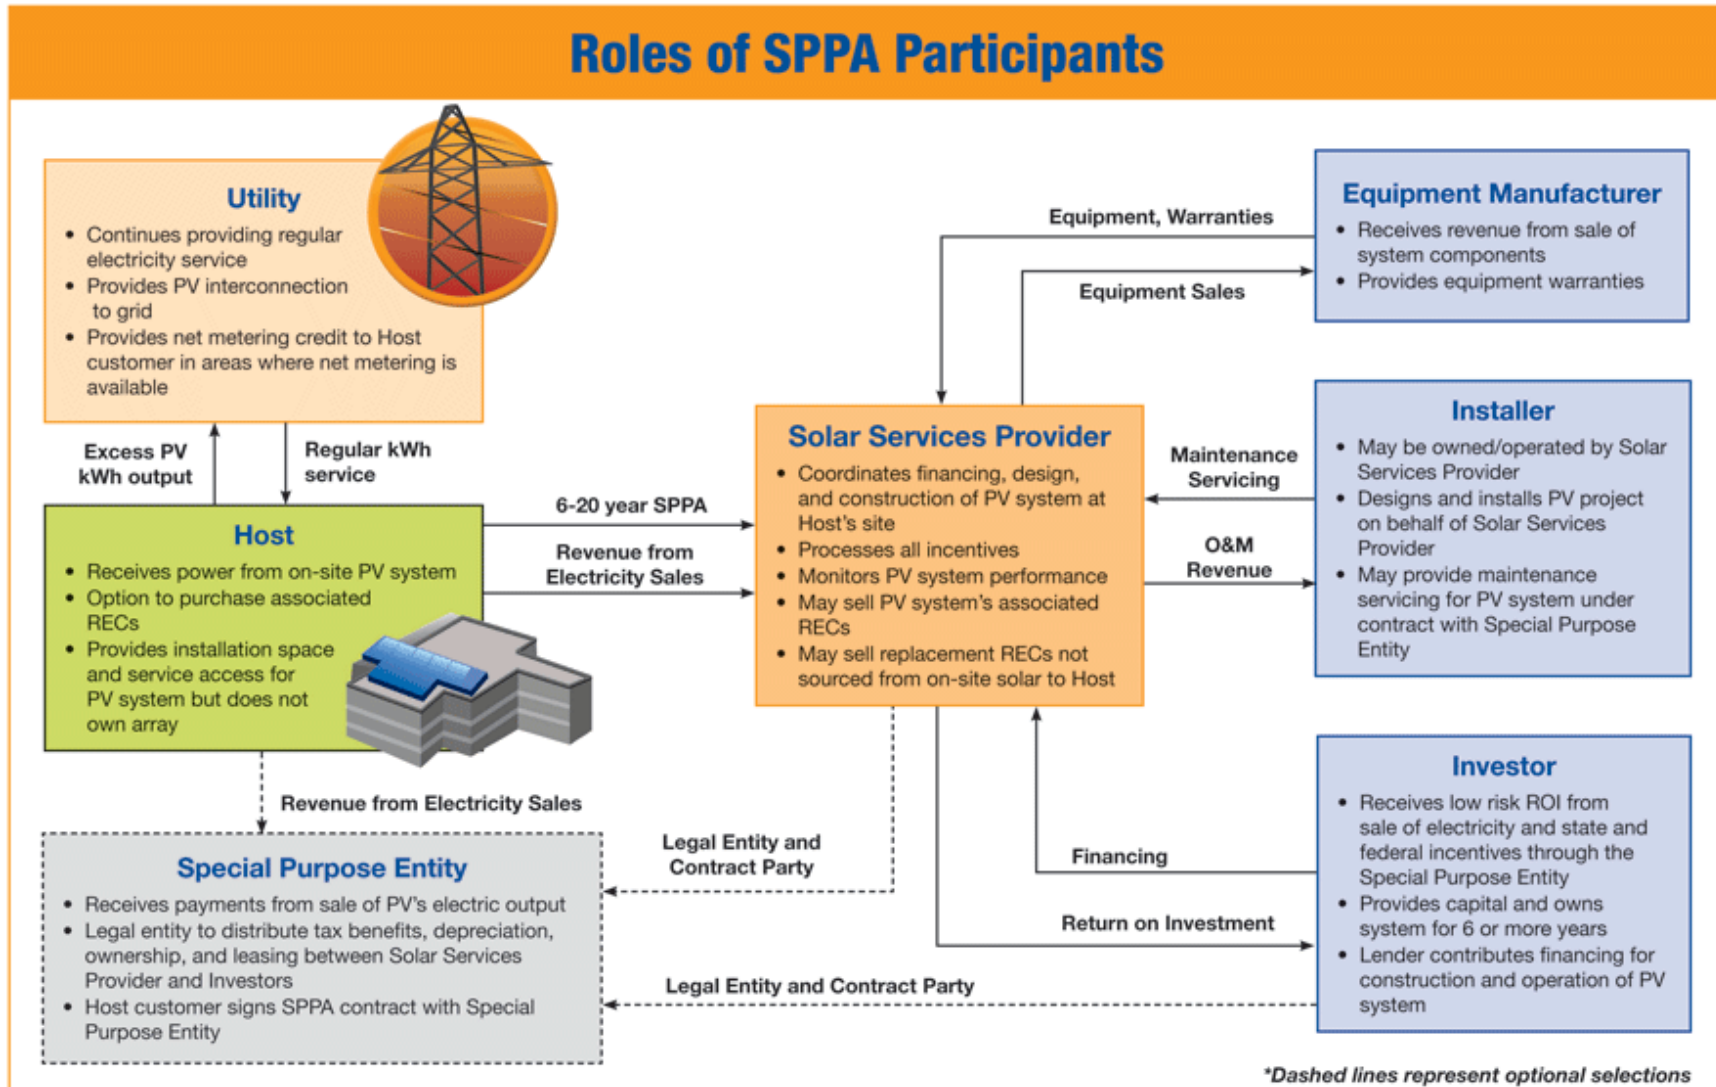 Roles of SPPA Participants
Utility
• Continues providing regular
electricity service
• Provides PV interconnection
to grid
• Provides net metering credit to Host
customer in areas where net metering is
available
Excess PV
kWh output
Regular kWh
service
Host
• Receives power from on-site PV system
• Option to purchase associated
RECs
• Provides installation space
and service access for
PV system but does not
own array
6-20 year SPPA
Revenue from
Electricity Sales
Revenue from Electricity Sales
Special Purpose Entity
• Receives payments from sale of PV's electric output
• Legal entity to distribute tax benefits, depreciation,
ownership, and leasing between Solar Services
Provider and Investors
• Host customer signs SPPA contract with Special
Purpose Entity
Solar Services Provider
• Coordinates financing, design,
and construction of PV system at
Host's site
• Processes all incentives
• Monitors PV system performance
• May sell PV system's associated
RECs
• May sell replacement RECs not
sourced from on-site solar to Host
Legal Entity and
Contract Party
Legal Entity and Contract Party
Equipment, Warranties
Equipment Sales
Maintenance
Servicing
O&M
Revenue
Financing
Return on Investment
Equipment Manufacturer
• Receives revenue from sale of
system components
• Provides equipment warranties
Installer
• May be owned/operated by Solar
Services Provider
• Designs and installs PV project
on behalf of Solar Services
Provider
• May provide maintenance
servicing for PV system under
contract with Special Purpose
Entity
Investor
• Receives low risk ROI from
sale of electricity and state and
federal incentives through the
Special Purpose Entity
• Provides capital and owns
system for 6 or more years
• Lender contributes financing for
construction and operation of PV
system
*Dashed lines represent optional selections